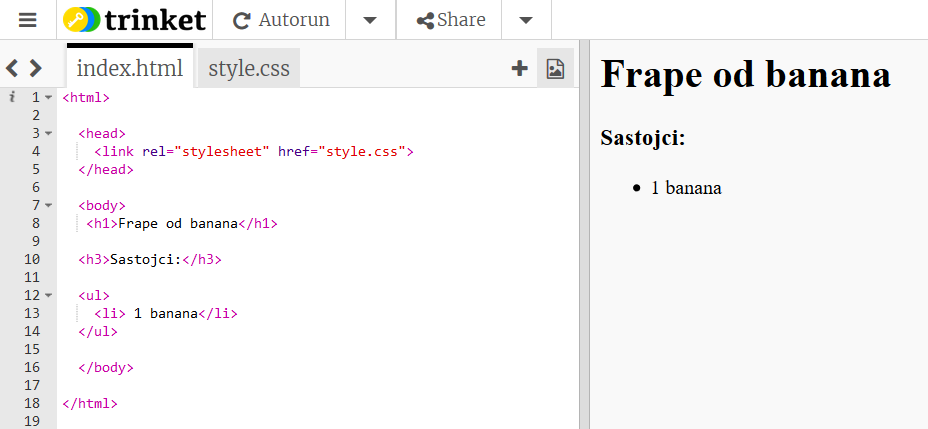 trinket Autorun Share
index.html style.css
i 1 <html>
2
3 <head>
4 <link rel="stylesheet" href="style.css">
5 </head>
6
7 <body>
8 <h1>Frape od banana</h1>
9
10 <h3>Sastojci:</h3>
11
12 <ul>
13 <li> 1 banana</li>
14 </ul>
15
16 </body>
17
18 </html>
19
Frape od banana
Sastojci:
• 1 banana